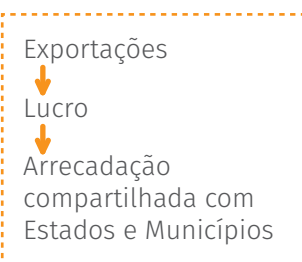 Exportações
Lucro
Arrecadação
compartilhada com
Estados e Municípios